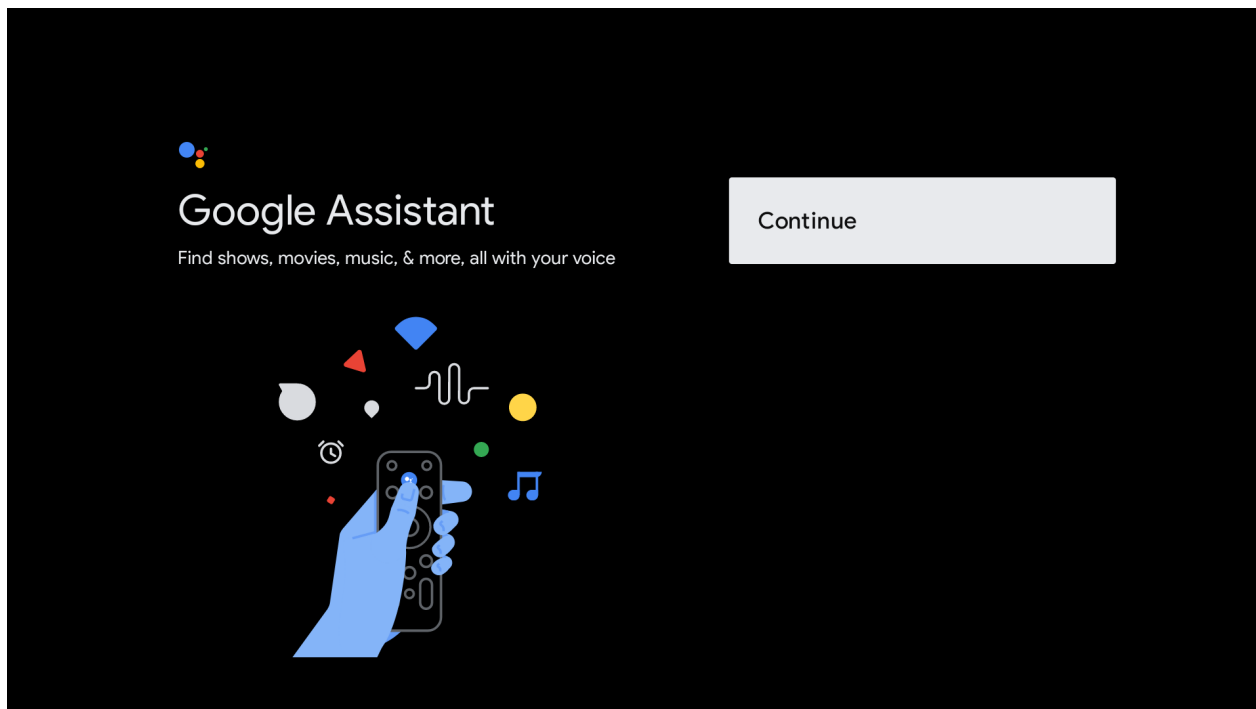 Google Assistant
Find shows, movies, music, & more, all with your voice
Continue